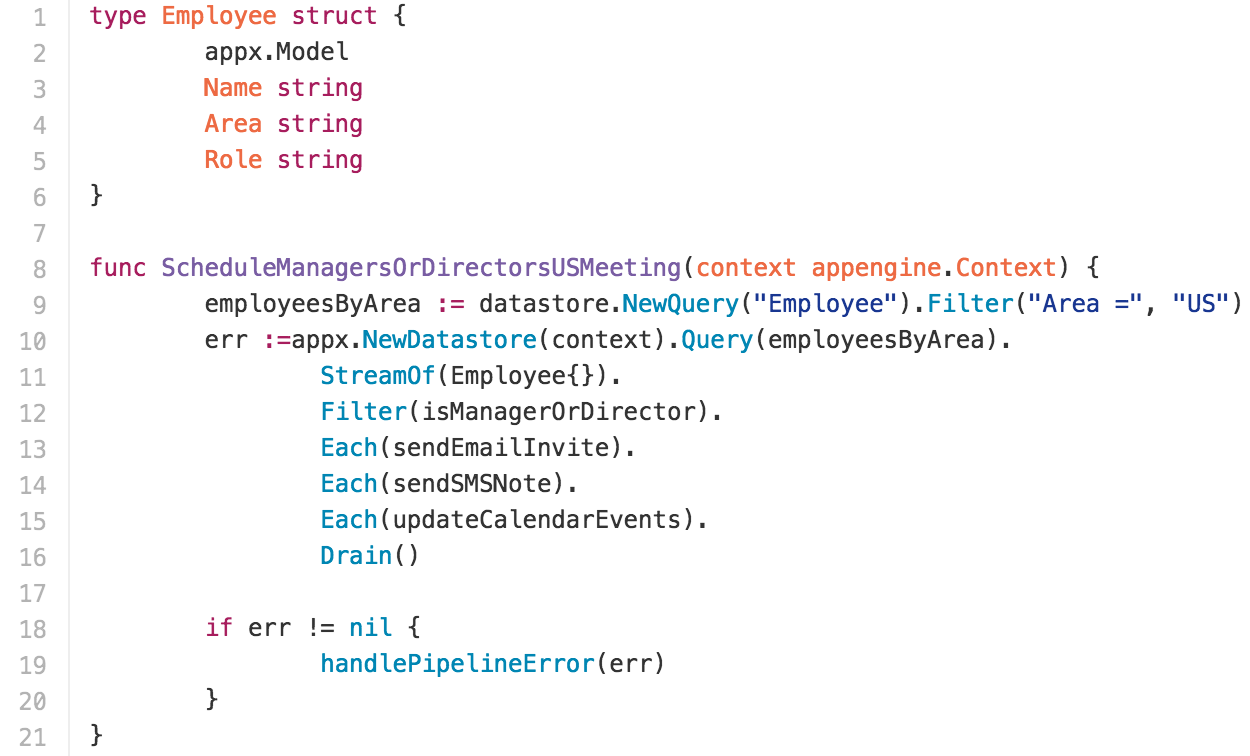 1 type Employee struct {
2 appx.Model
3 Name string
4 Area string
5 Role string
6 }
7
8 func ScheduleManagersOrDirectorsUSMeeting(context appengine.Context) {
9 employeesByArea := datastore.NewQuery("Employee").Filter("Area =", "US")
10 err :=appx.NewDatastore(context).Query(employeesByArea).
11 StreamOf(Employee{}).
12 Filter(isManagerOrDirector).
13 Each(sendEmailInvite).
14 Each(sendSMSNote).
15 Each(updateCalendarEvents).
16 Drain()
17
18 if err != nil {
19 handlePipelineError(err)
20 }
21 }